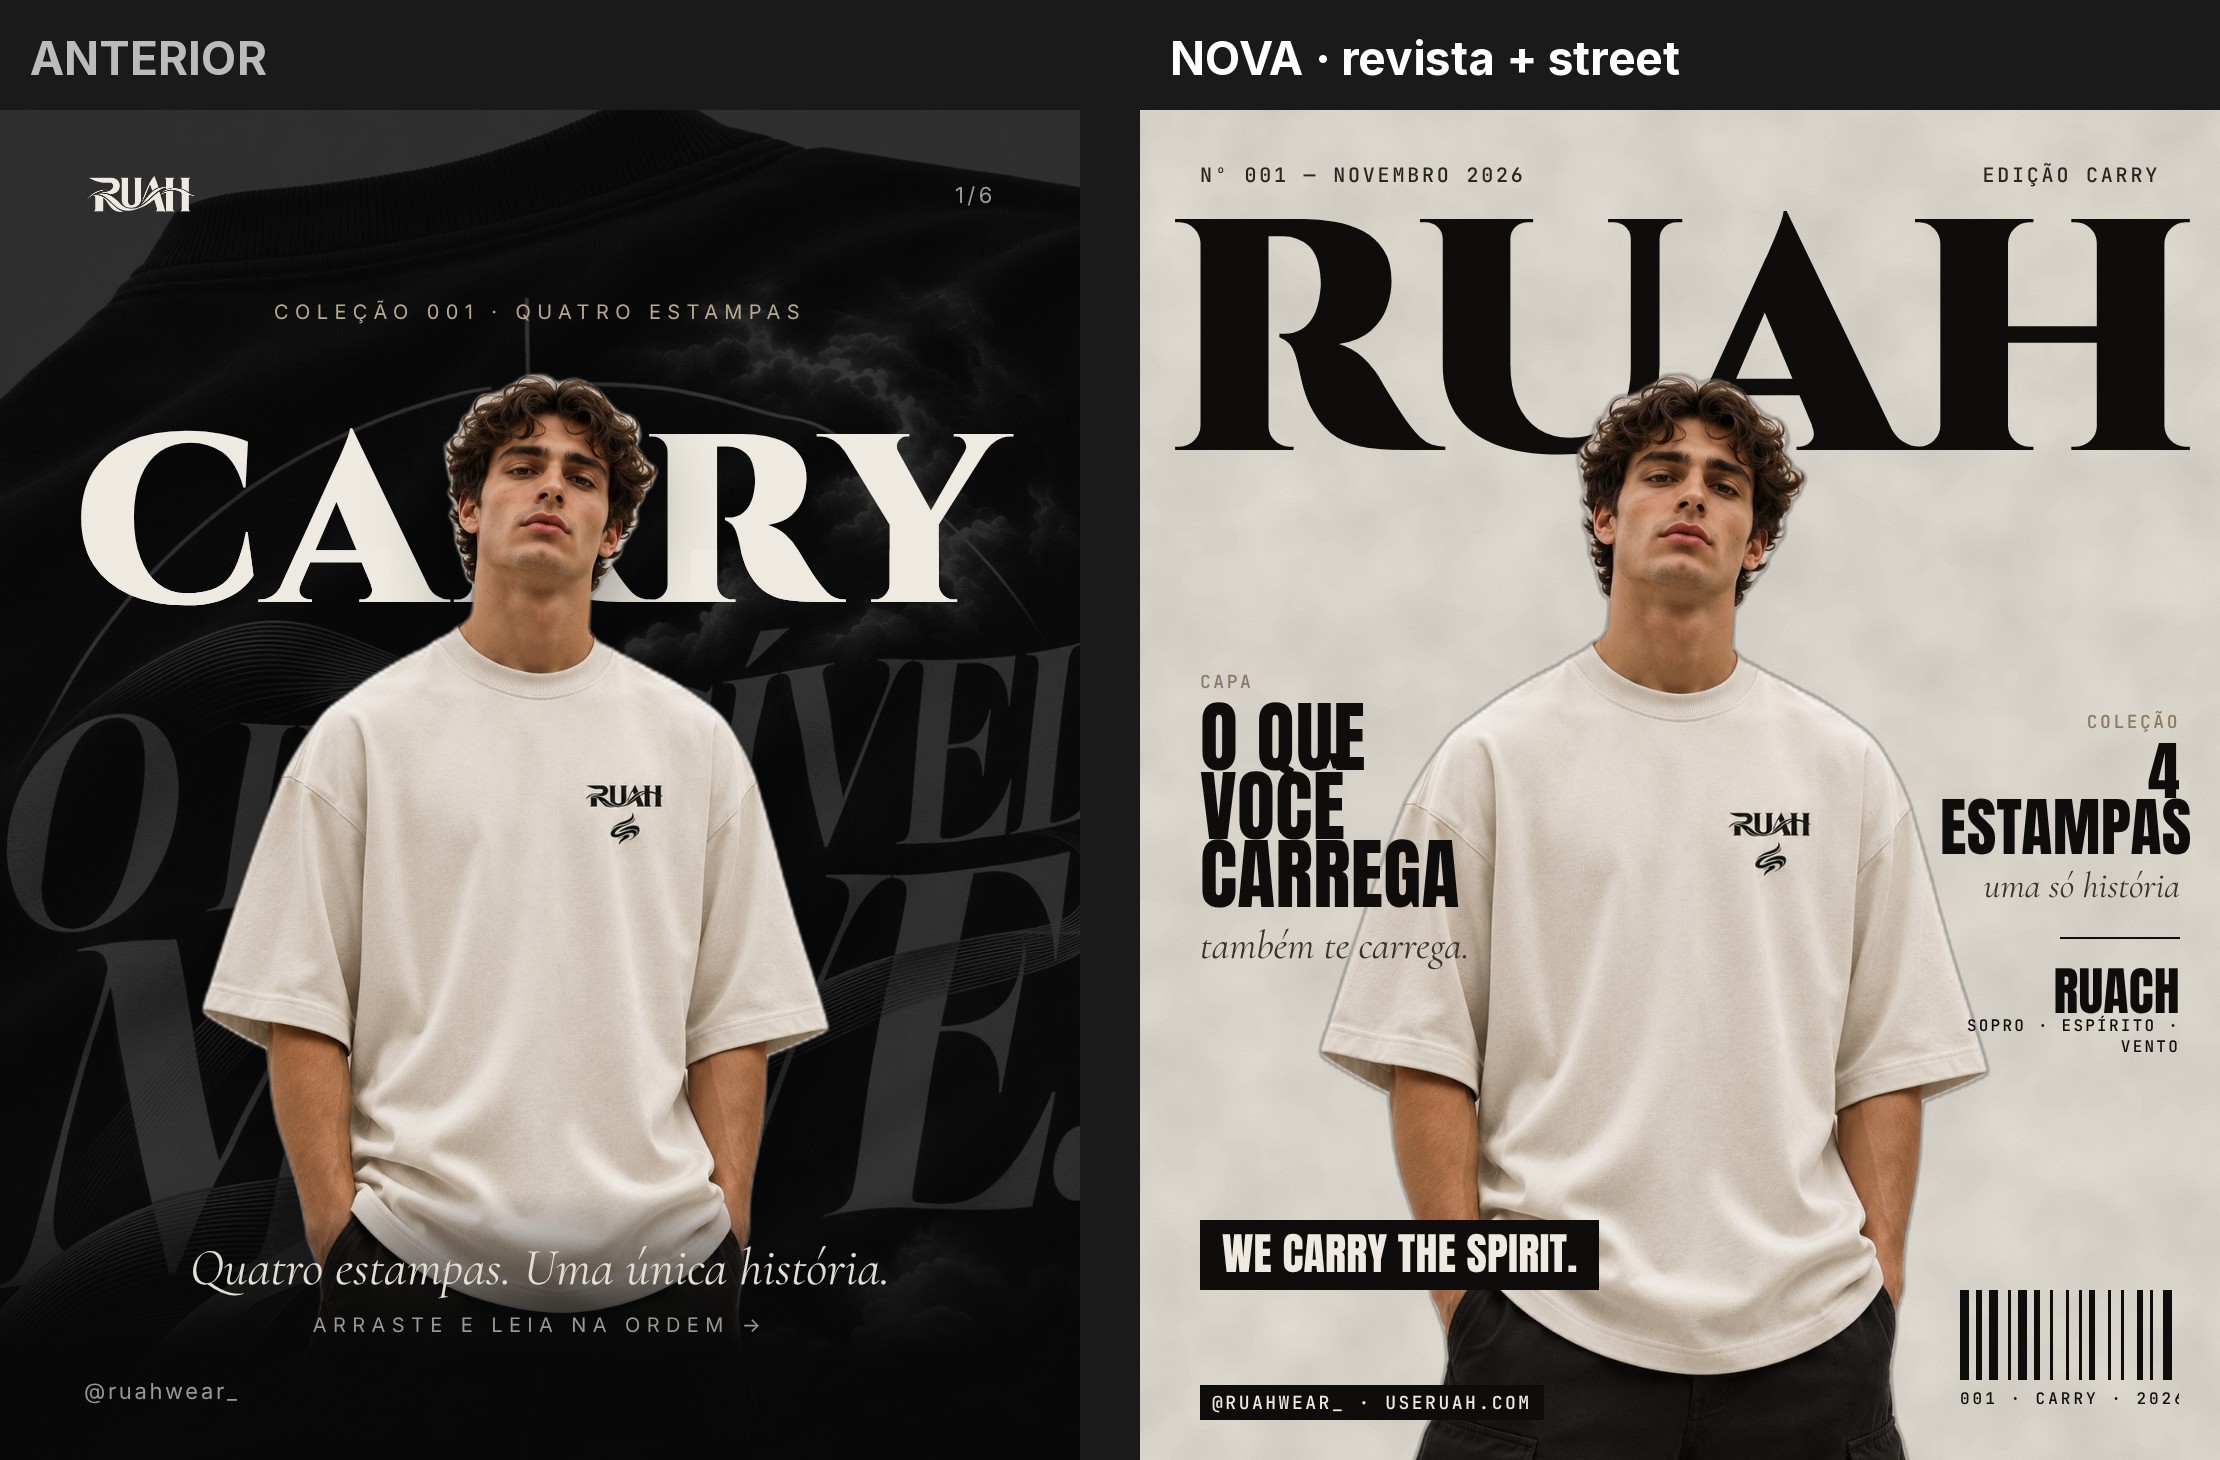 ANTERIOR
RUAH
1/6
COLEÇÃO 001 · QUATRO ESTAMPAS
CARRY
RUAH
Quatro estampas. Uma única história.
ARRASTE E LEIA NA ORDEM →
@ruahwear_
NOVA · revista + street
N° 001 — NOVEMBRO 2026
EDIÇÃO CARRY
RUAH
CAPA
O QUE
VOCÊ
CARREGA
também te carrega.
RUAH
COLEÇÃO
4
ESTAMPAS
uma só história
RUACH
SOPRO · ESPÍRITO ·
VENTO
WE CARRY THE SPIRIT.
@RUAHWEAR_ · USERUAH.COM
001 · CARRY · 2026